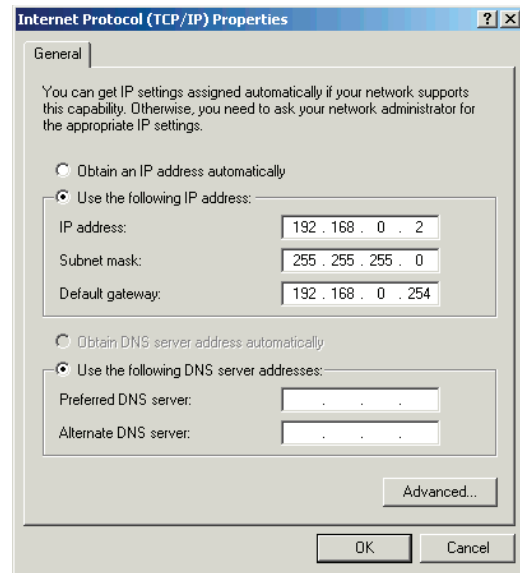 Internet Protocol (TCP/IP) Properties
General
You can get IP settings assigned automatically if your network supports
this capability. Otherwise, you need to ask your network administrator for
the appropriate IP settings.
Obtain an IP address automatically
Use the following IP address:
IP address: 192 . 168 . 0 . 2
Subnet mask: 255 . 255 . 255 . 0
Default gateway: 192 . 168 . 0 . 254
Obtain DNS server address automatically
Use the following DNS server addresses:
Preferred DNS server: . . .
Alternate DNS server: . . .
Advanced...
OK Cancel